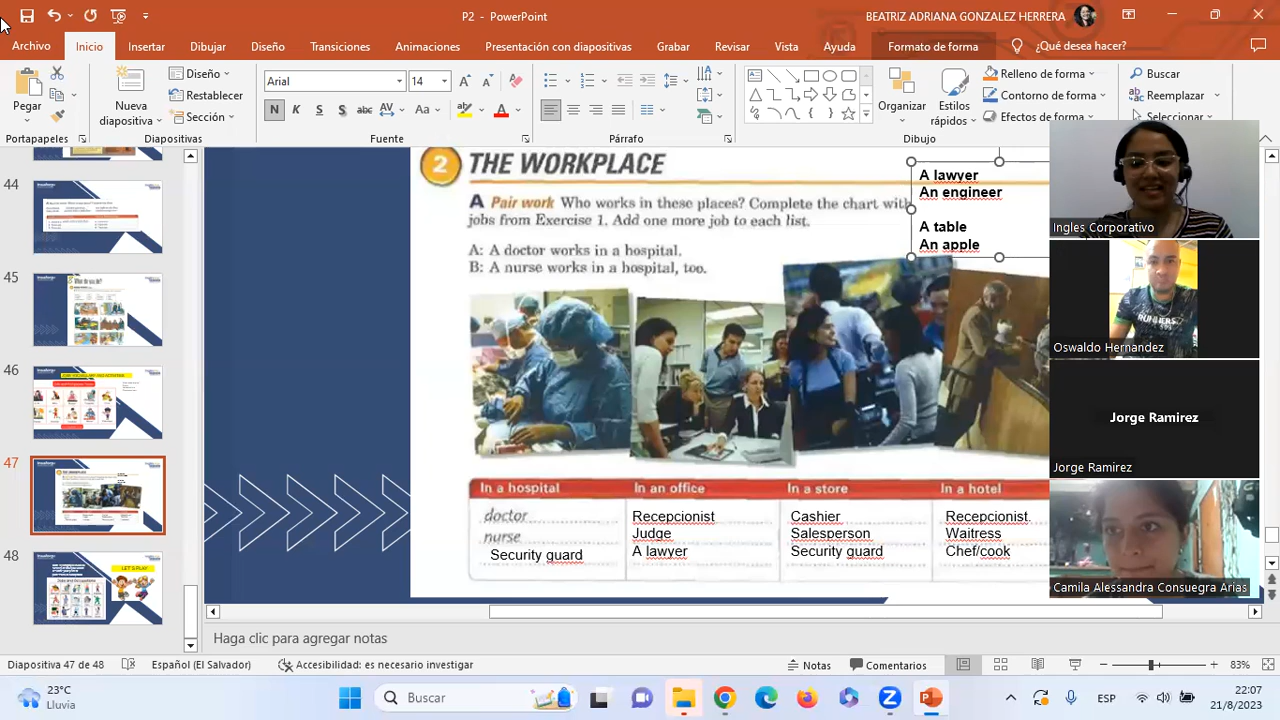 P2 - PowerPoint
BEATRIZ ADRIANA GONZALEZ HERRERA
Archivo Inicio Insertar Dibujar Diseño Transiciones Animaciones Presentación con diapositivas Grabar Revisar Vista Ayuda Formato de forma ¿Qué desea hacer?
Pegar
Nueva
diapositiva
Diseño
Restablecer
Sección
Arial 14
N K S S abc AV Aa A
Organizar
Estilos
rápidos
Relleno de forma
Contorno de forma
Efectos de forma
Buscar
Reemplazar
Seleccionar
Portapapeles Diapositivas Fuente Párrafo Dibujo
44
45
46
47
48
2 THE WORKPLACE
A Pair work Who works in these places? Complete the chart with
jobs from Exercise 1. Add one more job to each list.
A: A doctor works in a hospital.
B: A nurse works in a hospital, too.
A lawyer
An engineer
A table
An apple
In a hospital In an office In a store In a hotel
doctor
nurse
Security guard
Recepcionist
Judge
A lawyer
Cashier
Salesperson
Security guard
Recepcionist
Waitress
Chef/cook
Ingles Corporativo
Oswaldo Hernandez
Jorge Ramirez
Jorge Ramirez
Camila Alessandra Consuegra Arias
LET'S PLAY
Haga clic para agregar notas
Diapositiva 47 de 48 Español (El Salvador) Accesibilidad: es necesario investigar Notas Comentarios 83%
23°C
Lluvia
Buscar
ESP
22:07
21/8/2023